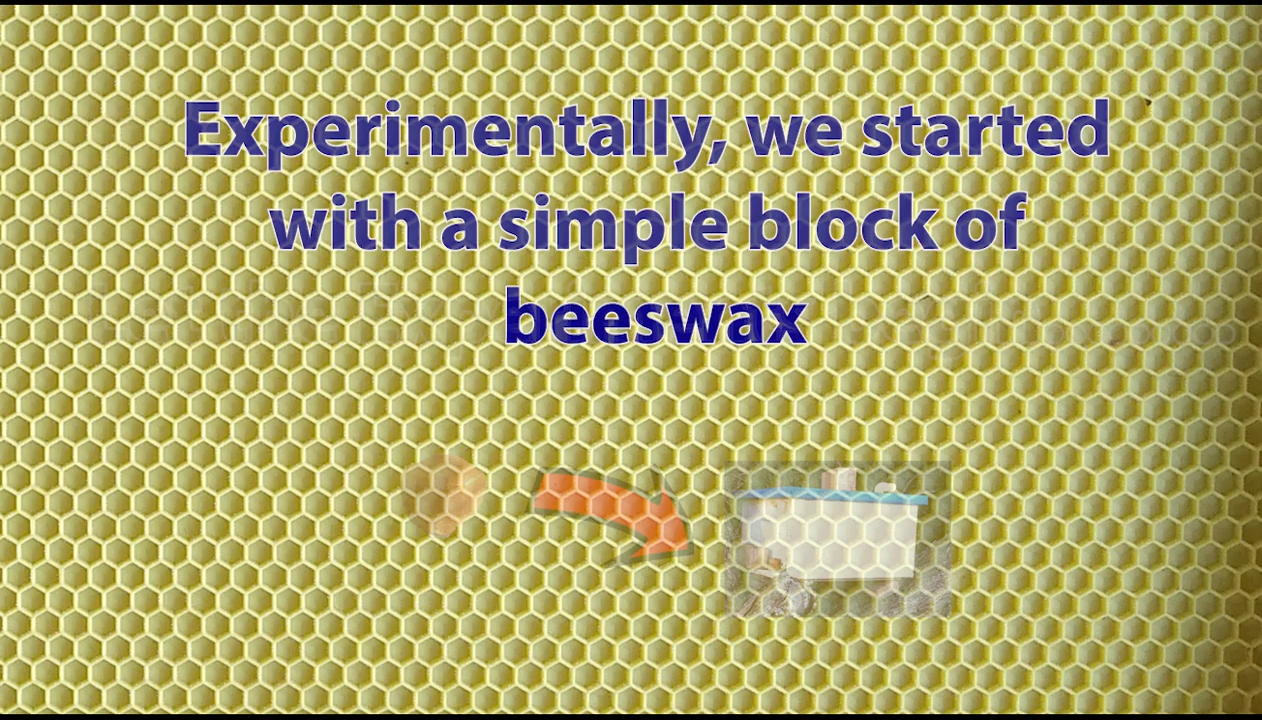 Experimentally, we started
with a simple block of
beeswax